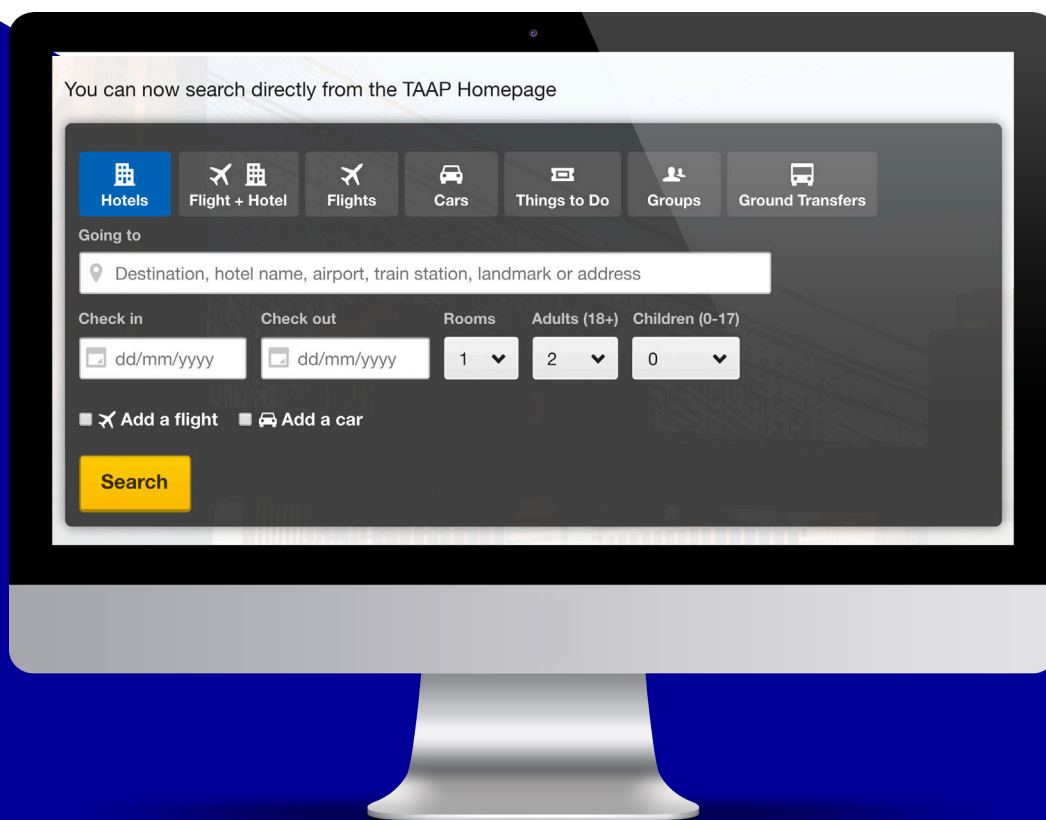 You can now search directly from the TAAP Homepage
Hotels Flight + Hotel Flights Cars Things to Do Groups Ground Transfers
Going to
Destination, hotel name, airport, train station, landmark or address
Check in Check out Rooms Adults (18+) Children (0-17)
dd/mm/yyyy dd/mm/yyyy 1 2 0
Add a flight Add a car
Search